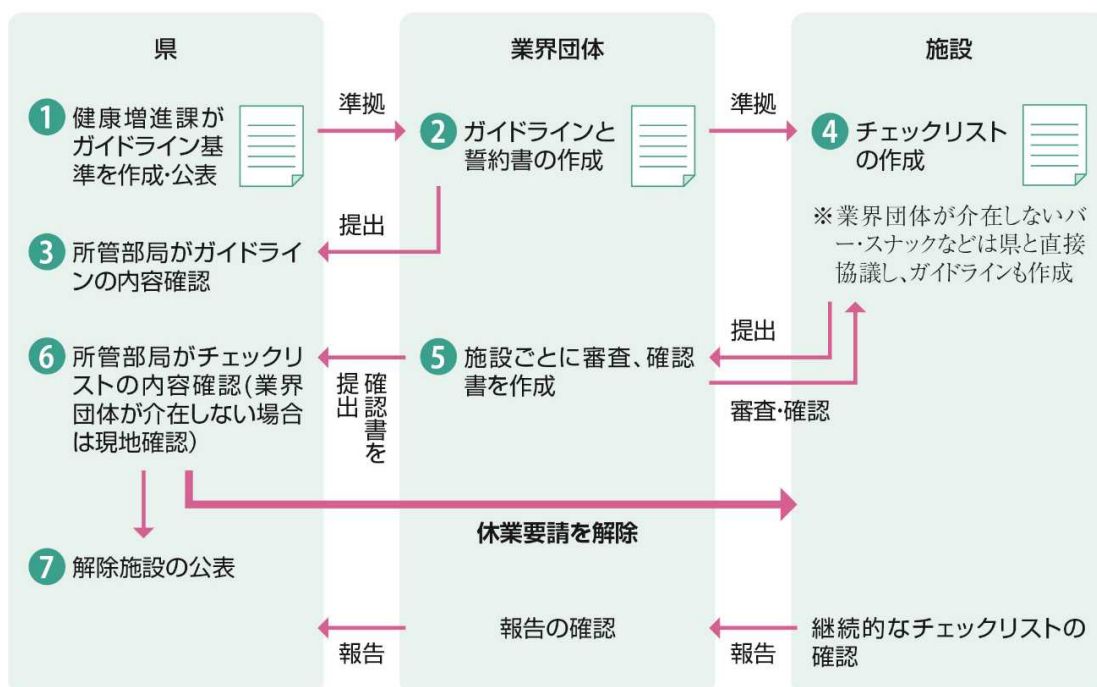 県
業界団体
施設
1 健康増進課が
ガイドライン基
準を作成・公表
準拠
2 ガイドラインと
誓約書の作成
準拠
4 チェックリスト
の作成
※業界団体が介在しないバ
ー・スナックなどは県と直接
協議し、ガイドラインも作成
提出
3 所管部局がガイドライ
ンの内容確認
提出
5 施設ごとに審査、確認
書を作成
審査・確認
確認書を
提出
6 所管部局がチェックリ
ストの内容確認(業界
団体が介在しない場合
は現地確認)
休業要請を解除
7 解除施設の公表
継続的なチェックリストの
確認
報告
報告の確認
報告